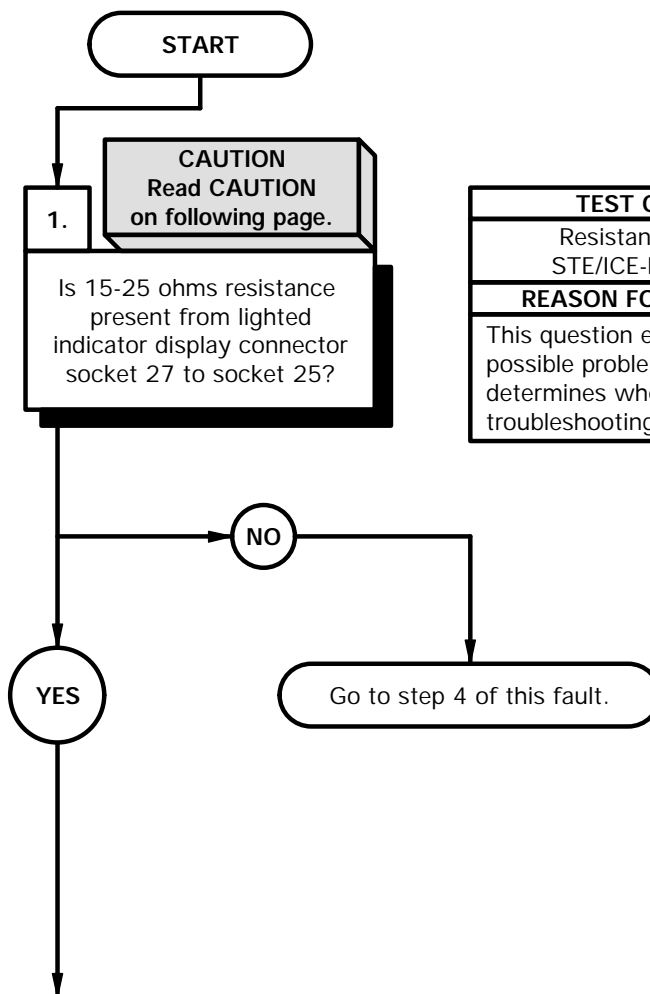 START
CAUTION
Read CAUTION
on following page.
1.
Is 15-25 ohms resistance
present from lighted
indicator display connector
socket 27 to socket 25?
TEST
Resistan
STE/ICE-
REASON FO
This question e
possible proble
determines whe
troubleshooting
NO
YES
Go to step 4 of this fault.